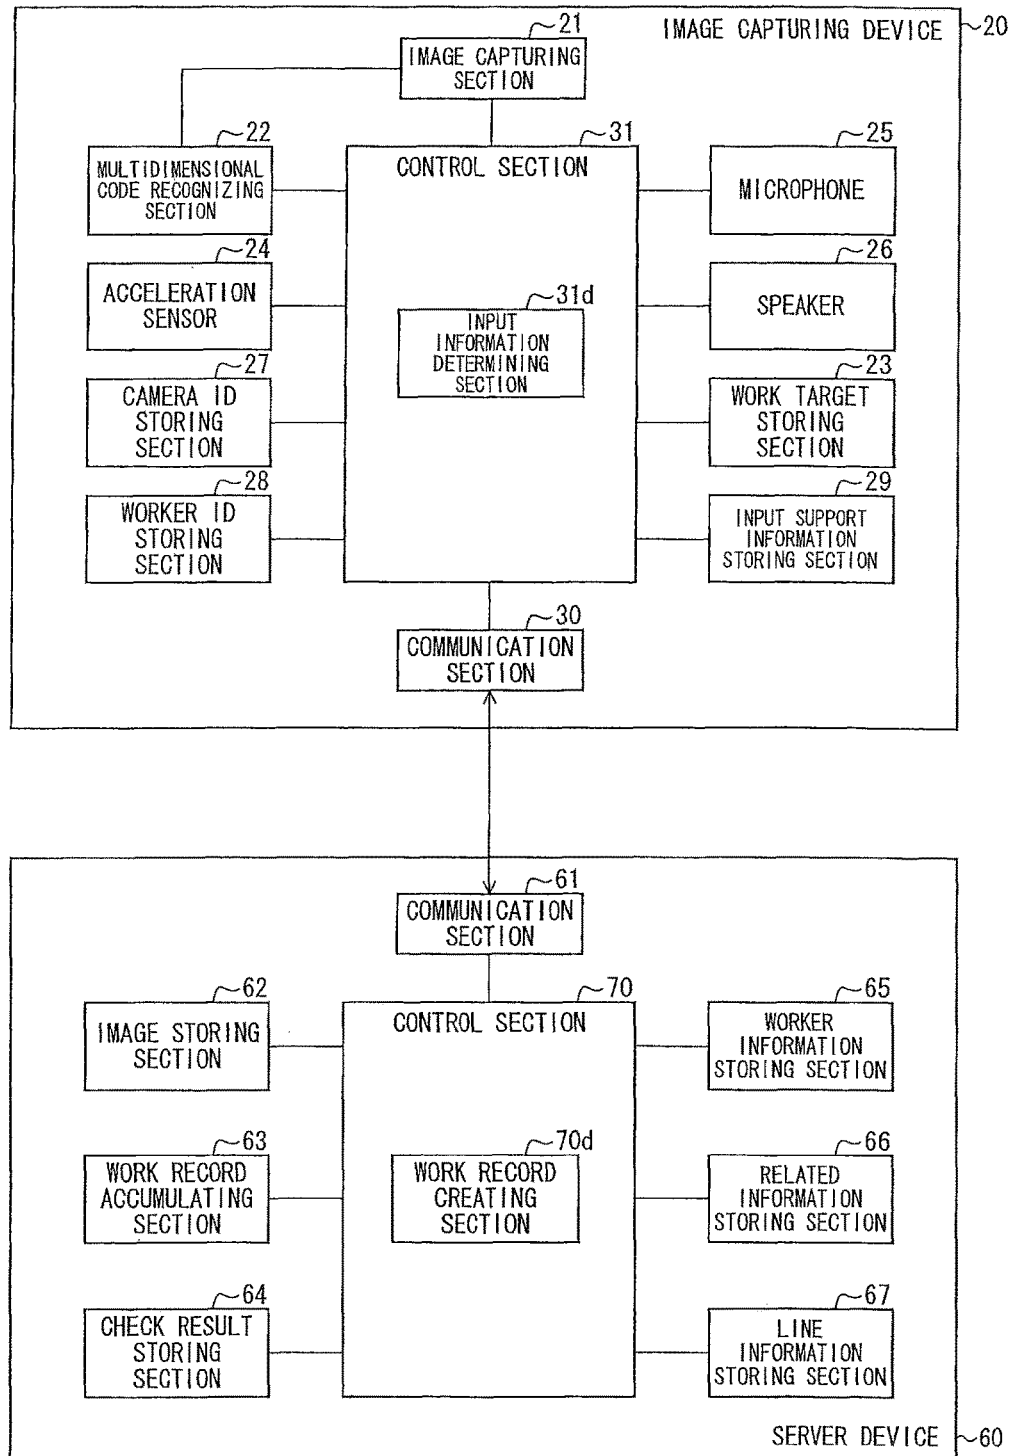 IMAGE CAPTURING DEVICE
20
21
IMAGE CAPTURING
SECTION
22
MULTIDIMENSIONAL
CODE RECOGNIZING
SECTION
31
CONTROL SECTION
25
MICROPHONE
24
ACCELERATION
SENSOR
31d
INPUT
INFORMATION
DETERMINING
SECTION
26
SPEAKER
27
CAMERA ID
STORING
SECTION
23
WORK TARGET
STORING
SECTION
28
WORKER ID
STORING
SECTION
29
INPUT SUPPORT
INFORMATION
STORING SECTION
30
COMMUNICATION
SECTION
61
COMMUNICATION
SECTION
62
IMAGE STORING
SECTION
70
CONTROL SECTION
65
WORKER
INFORMATION
STORING SECTION
63
WORK RECORD
ACCUMULATING
SECTION
70d
WORK RECORD
CREATING
SECTION
66
RELATED
INFORMATION
STORING SECTION
64
CHECK RESULT
STORING
SECTION
67
LINE
INFORMATION
STORING SECTION
SERVER DEVICE
60